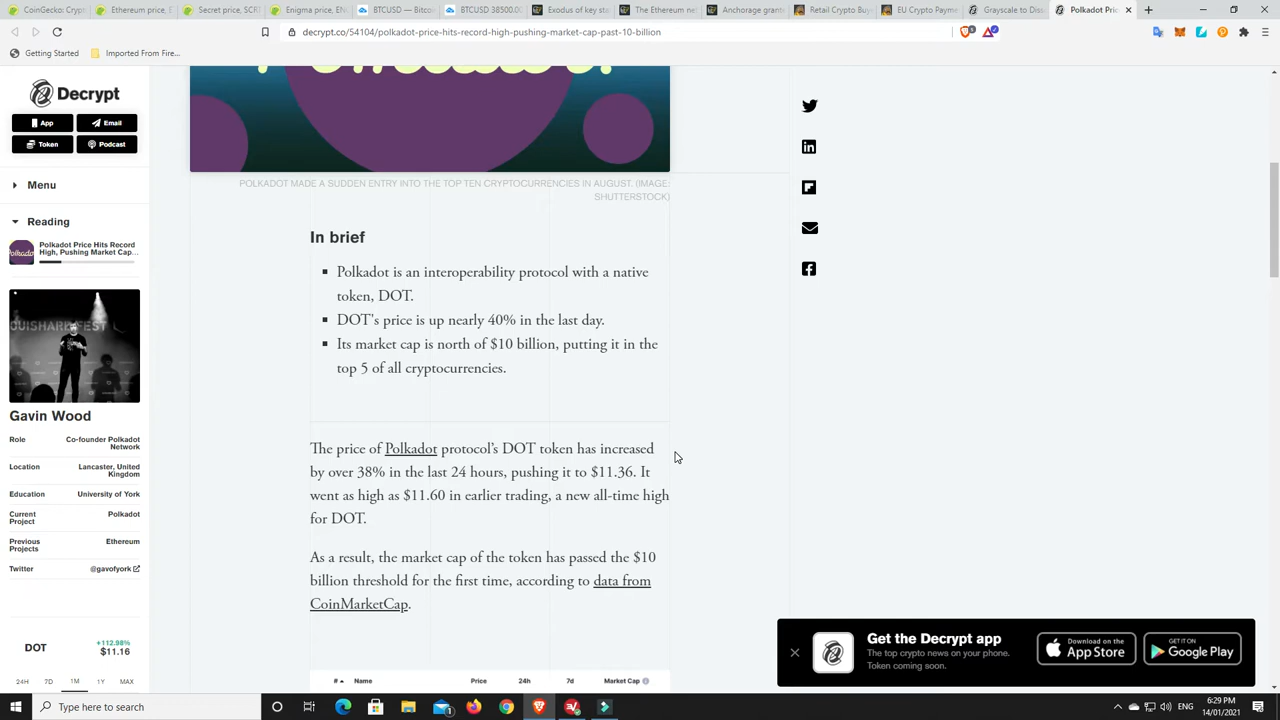 CoinGecko Crypto
Ethereum price, E
Secret price, SCRT
Enigma price, EN
BTCUSD — Bitco
BTCUSD 38500.00
Exodus of key sta
The Ethereum ne
Anchorage grante
Retail Crypto Buy
EU Crypto Payme
Grayscale to Diss
Polkadot Pric
decrypt.co/54104/polkadot-price-hits-record-high-pushing-market-cap-past-10-billion
Getting Started
Imported From Fire...
Decrypt
App
Email
Token
Podcast
Menu
Reading
Polkadot Price Hits Record
High, Pushing Market Cap...
OUISHARE FEST
Gavin Wood
Role
Co-founder Polkadot
Network
Location
Lancaster, United
Kingdom
Education
University of York
Current
Project
Polkadot
Previous
Projects
Ethereum
Twitter
@gavofyork
DOT
+112.98%
$11.16
24H 7D 1M 1Y MAX
POLKADOT MADE A SUDDEN ENTRY INTO THE TOP TEN CRYPTOCURRENCIES IN AUGUST. (IMAGE:
SHUTTERSTOCK)
In brief
Polkadot is an interoperability protocol with a native
token, DOT.
DOT's price is up nearly 40% in the last day.
Its market cap is north of $10 billion, putting it in the
top 5 of all cryptocurrencies.
The price of Polkadot protocol's DOT token has increased
by over 38% in the last 24 hours, pushing it to $11.36. It
went as high as $11.60 in earlier trading, a new all-time high
for DOT.
As a result, the market cap of the token has passed the $10
billion threshold for the first time, according to data from
CoinMarketCap.
# Name Price 24h 7d Market Cap
Get the Decrypt app
The top crypto news on your phone.
Token coming soon.
Download on the
App Store
GET IT ON
Google Play
Type here to search
ENG
6:29 PM
14/01/2021